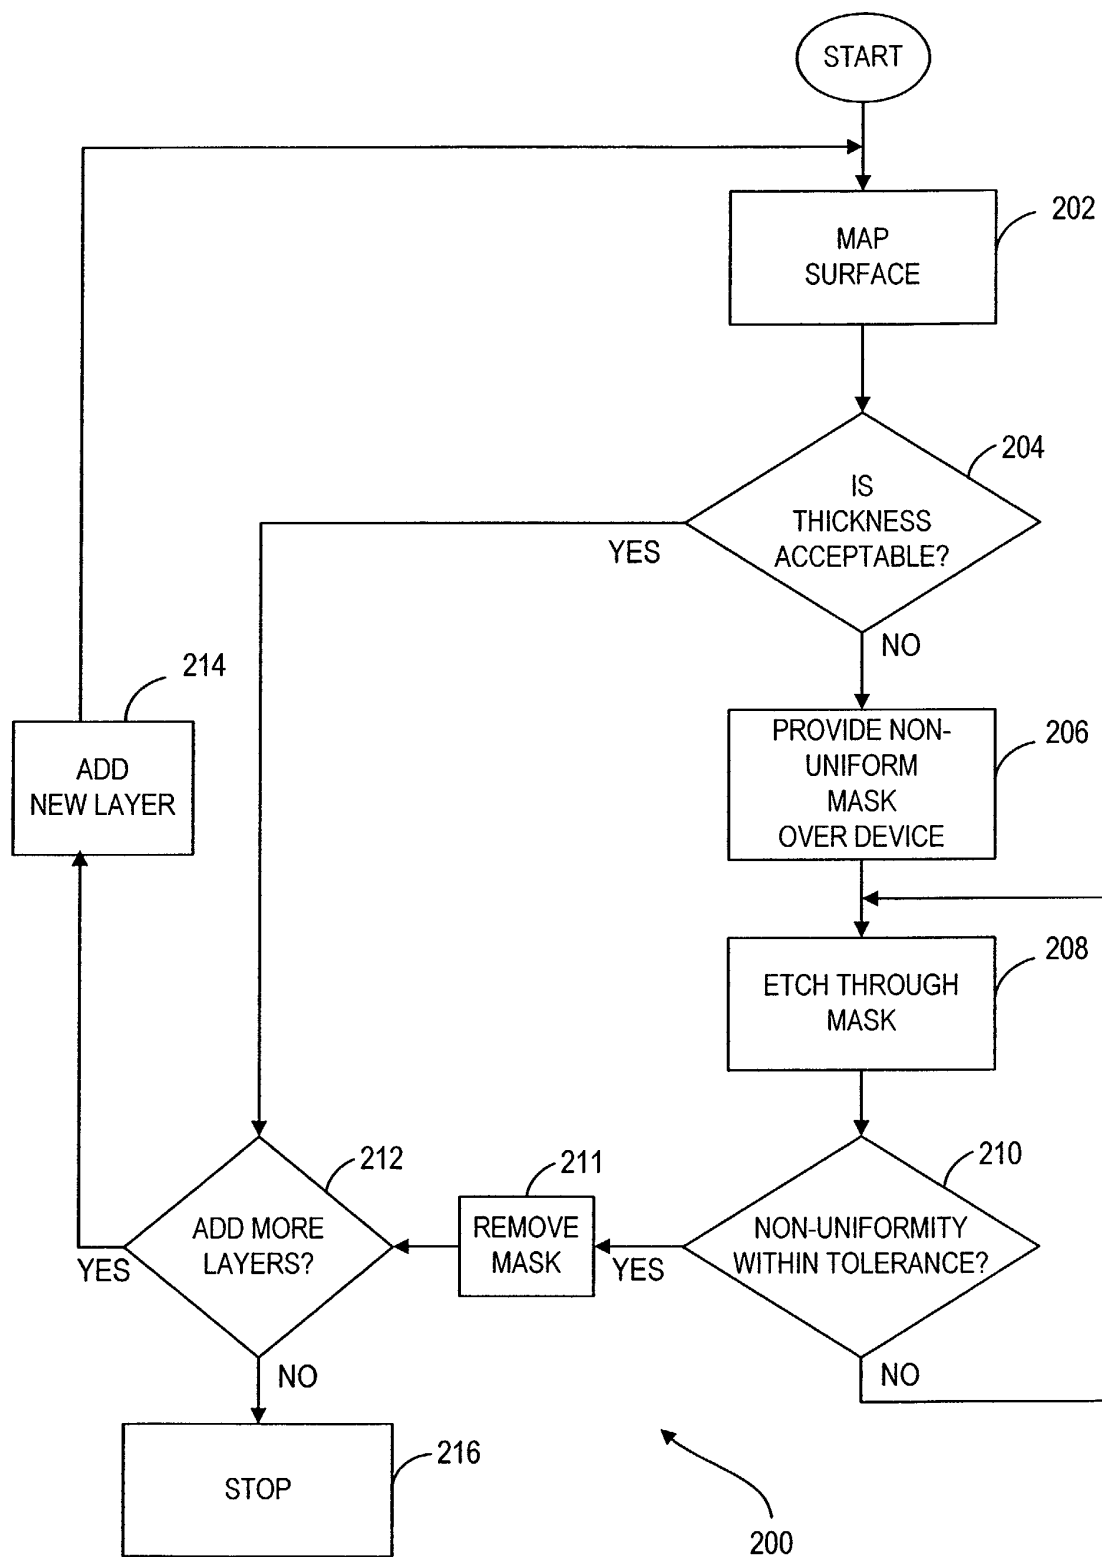 START
202
MAP
SURFACE
204
IS
THICKNESS
ACCEPTABLE?
YES
NO
214
ADD
NEW LAYER
206
PROVIDE NON-
UNIFORM
MASK
OVER DEVICE
208
ETCH THROUGH
MASK
210
NON-UNIFORMITY
WITHIN TOLERANCE?
YES
NO
211
REMOVE
MASK
212
ADD MORE
LAYERS?
YES
NO
216
STOP
200